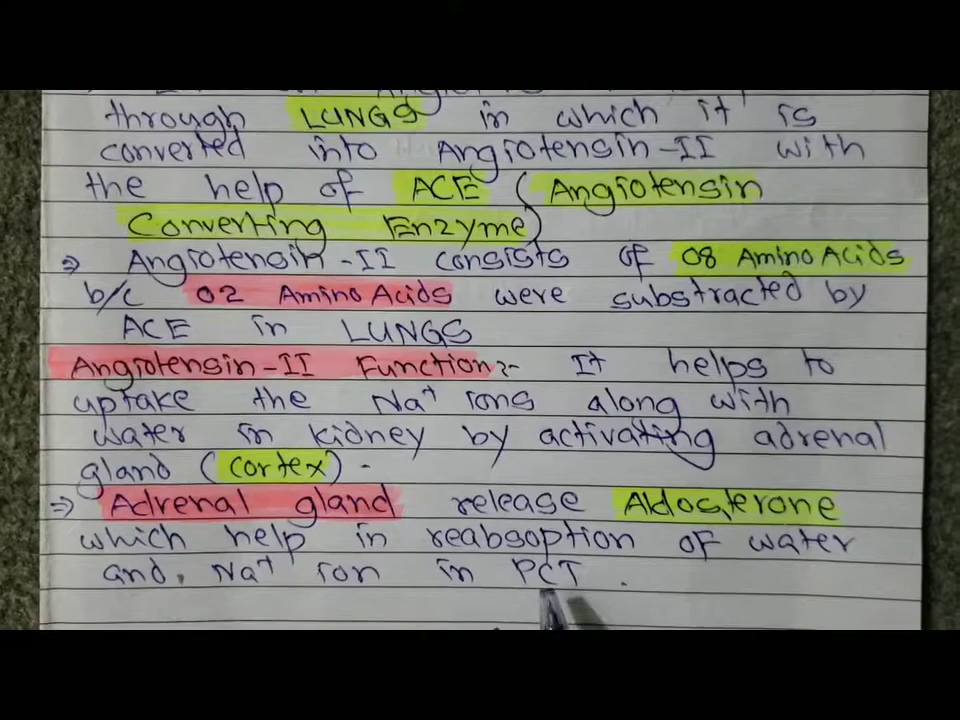 through LUNGS in which it is
converted into Angiotensin-II with
the help of ACE (Angiotensin
Converting Enzyme)
⇒ Angiotensin-II consists of 08 Amino Acids
b/c 02 Amino Acids were substracted by
ACE in LUNGS
Angiotensin-II Function:- It helps to
uptake the Na⁺ ions along with
water in kidney by activating adrenal
gland (cortex).
⇒ Adrenal gland release Aldosterone
which help in reabsoption of water
and Na⁺ ion in PCT.